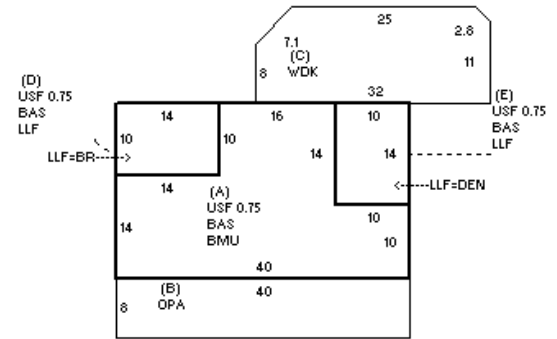 25
7.1
2.8
(C)
WDK
11
8
32
(D)
USF 0.75
BAS
LLF
(E)
USF 0.75
BAS
LLF
14
16
10
10
10
14
14
LLF=BR
LLF=DEN
14
(A)
USF 0.75
BAS
BMU
10
14
10
40
(B)
OPA
40
8